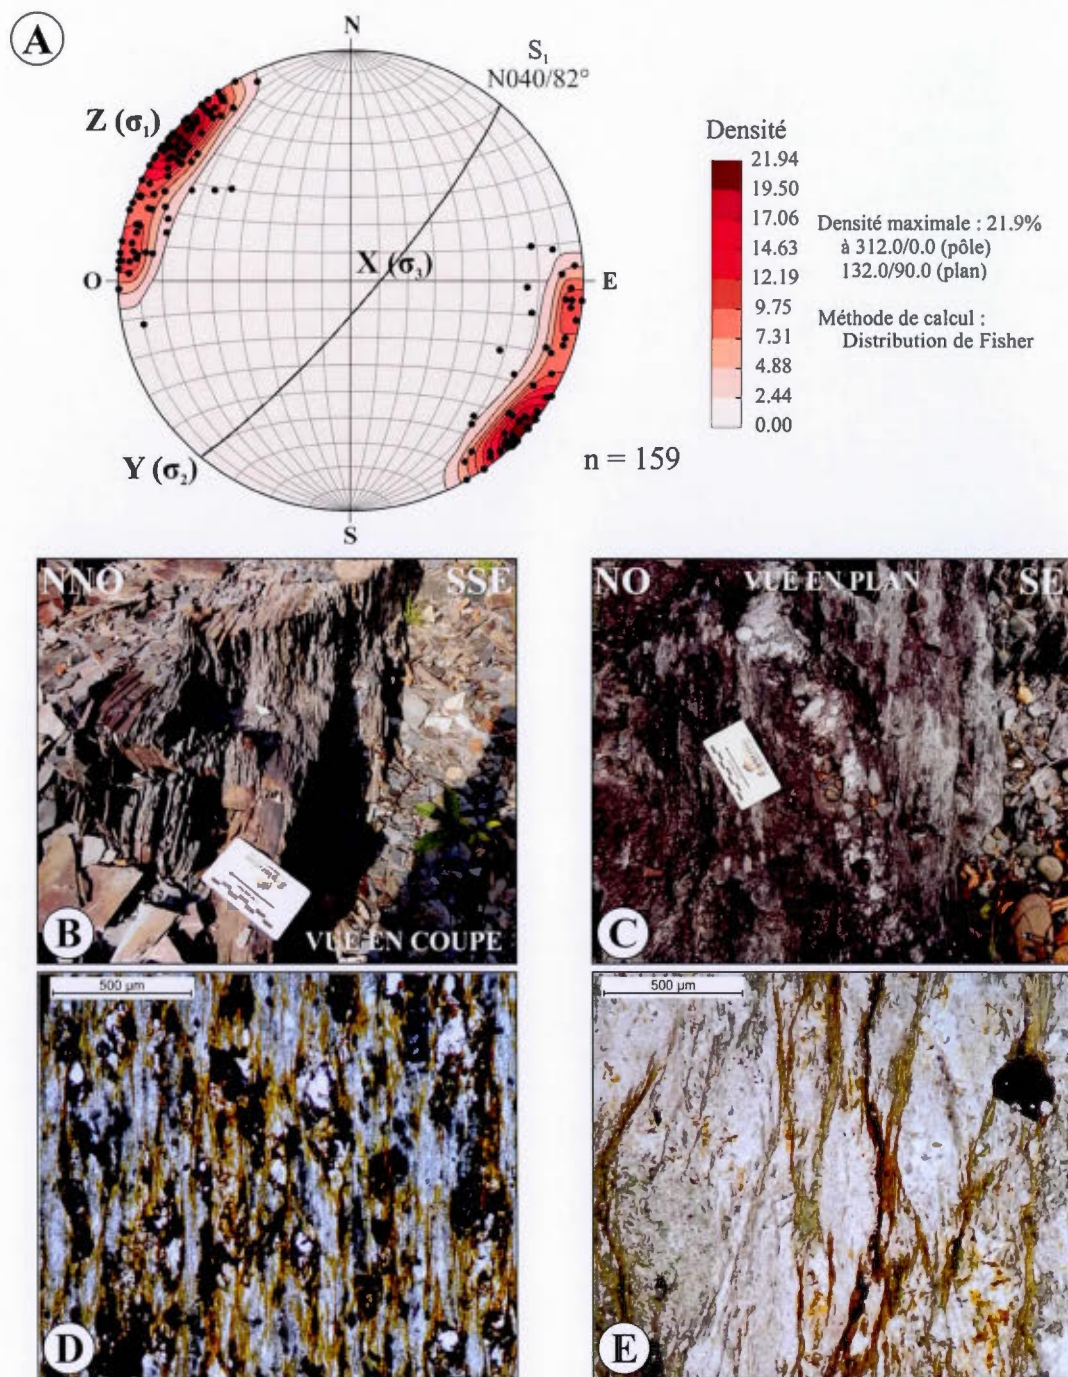 A
N
S₁
N040/82°
Z (σ₁)
X (σ₃)
O
E
Y (σ₂)
S
n = 159
Densité
21.94
19.50
17.06
14.63
12.19
9.75
7.31
4.88
2.44
0.00
Densité maximale : 21.9%
à 312.0/0.0 (pôle)
132.0/90.0 (plan)
Méthode de calcul :
Distribution de Fisher
NNO
SSE
B
VUE EN COUPE
NO
VUE EN PLAN
SE
C
500 µm
D
500 µm
E